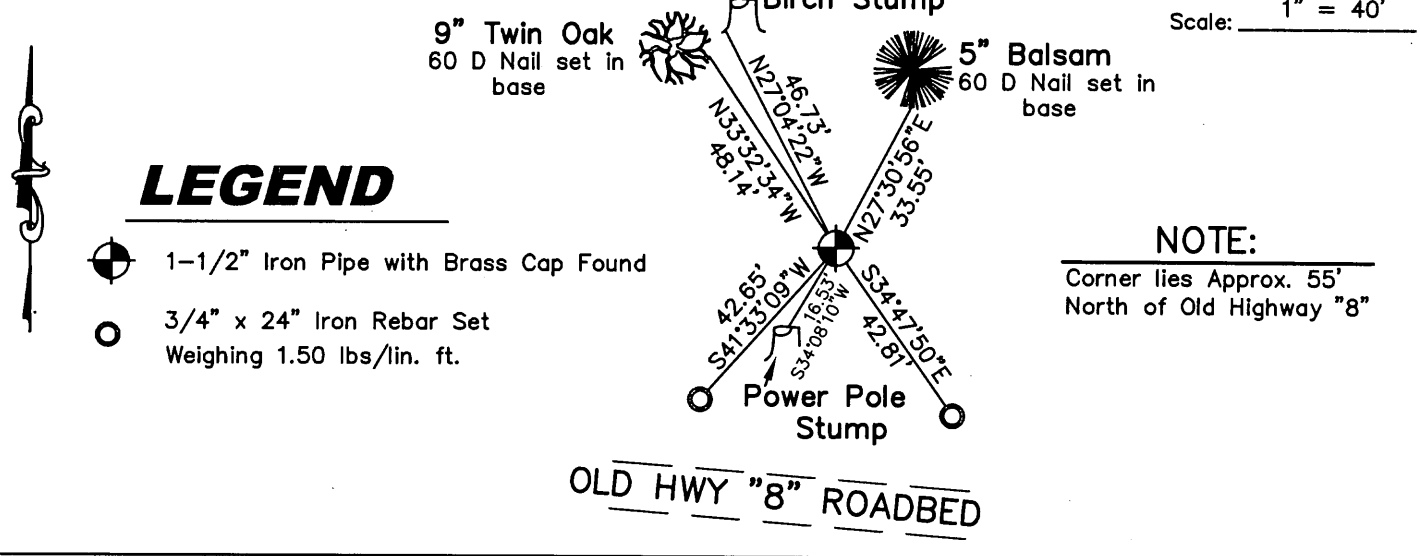 Birch Stump
Scale: 1" = 40'
9" Twin Oak
60 D Nail set in
base
5" Balsam
60 D Nail set in
base
46.73'
N27°04'22"W
N33°32'34"W
48.14'
N27°30'56"E
33.55'
LEGEND
1-1/2" Iron Pipe with Brass Cap Found
3/4" x 24" Iron Rebar Set
Weighing 1.50 lbs/lin. ft.
NOTE:
Corner lies Approx. 55'
North of Old Highway "8"
42.65'
S41°33'09"W
16.53'
S34°08'10"W
S34°47'50"E
42.81'
Power Pole
Stump
OLD HWY "8" ROADBED